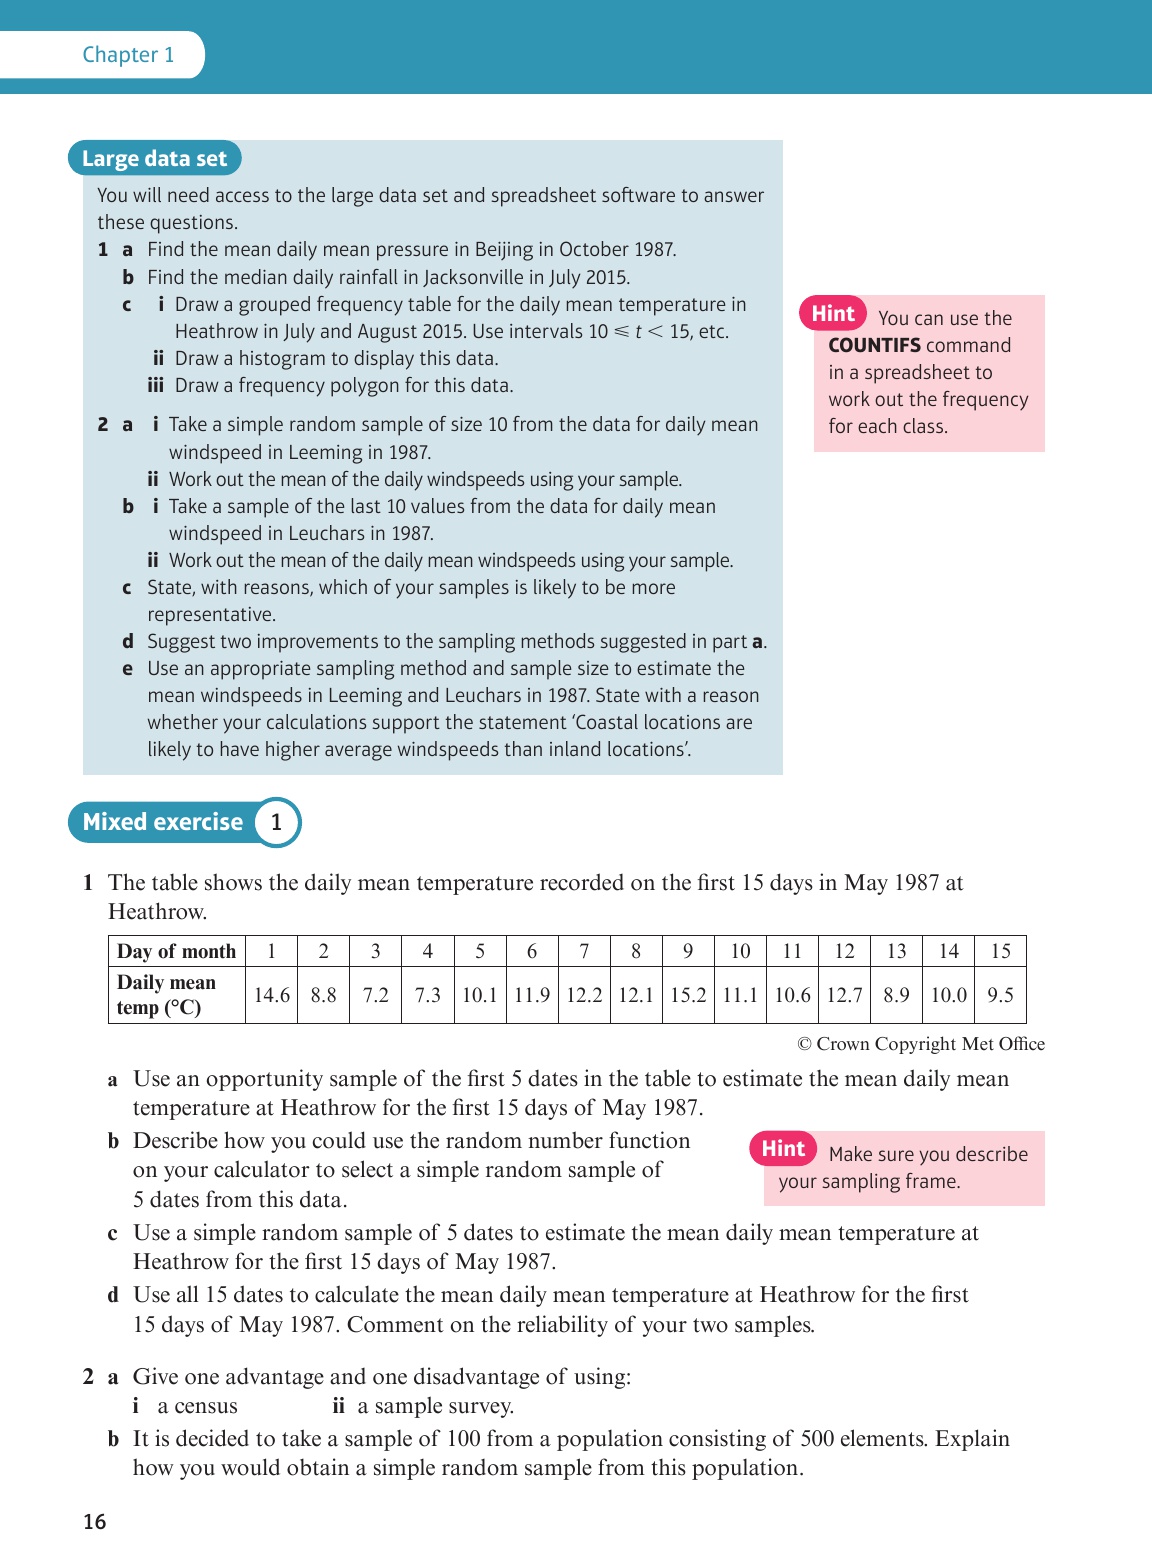 Chapter 1
Large data set
You will need access to the large data set and spreadsheet software to answer
these questions.
1 a Find the mean daily mean pressure in Beijing in October 1987.
b Find the median daily rainfall in Jacksonville in July 2015.
c i Draw a grouped frequency table for the daily mean temperature in
Heathrow in July and August 2015. Use intervals 10 ⩽ t < 15, etc.
ii Draw a histogram to display this data.
iii Draw a frequency polygon for this data.
Hint You can use the
COUNTIFS command
in a spreadsheet to
work out the frequency
for each class.
2 a i Take a simple random sample of size 10 from the data for daily mean
windspeed in Leeming in 1987.
ii Work out the mean of the daily windspeeds using your sample.
b i Take a sample of the last 10 values from the data for daily mean
windspeed in Leuchars in 1987.
ii Work out the mean of the daily mean windspeeds using your sample.
c State, with reasons, which of your samples is likely to be more
representative.
d Suggest two improvements to the sampling methods suggested in part a.
e Use an appropriate sampling method and sample size to estimate the
mean windspeeds in Leeming and Leuchars in 1987. State with a reason
whether your calculations support the statement ‘Coastal locations are
likely to have higher average windspeeds than inland locations’.
Mixed exercise 1
1 The table shows the daily mean temperature recorded on the first 15 days in May 1987 at
Heathrow.
Day of month 1 2 3 4 5 6 7 8 9 10 11 12 13 14 15
Daily mean
temp (°C) 14.6 8.8 7.2 7.3 10.1 11.9 12.2 12.1 15.2 11.1 10.6 12.7 8.9 10.0 9.5
© Crown Copyright Met Office
a Use an opportunity sample of the first 5 dates in the table to estimate the mean daily mean
temperature at Heathrow for the first 15 days of May 1987.
b Describe how you could use the random number function
on your calculator to select a simple random sample of
5 dates from this data.
Hint Make sure you describe
your sampling frame.
c Use a simple random sample of 5 dates to estimate the mean daily mean temperature at
Heathrow for the first 15 days of May 1987.
d Use all 15 dates to calculate the mean daily mean temperature at Heathrow for the first
15 days of May 1987. Comment on the reliability of your two samples.
2 a Give one advantage and one disadvantage of using:
i a census ii a sample survey.
b It is decided to take a sample of 100 from a population consisting of 500 elements. Explain
how you would obtain a simple random sample from this population.
16